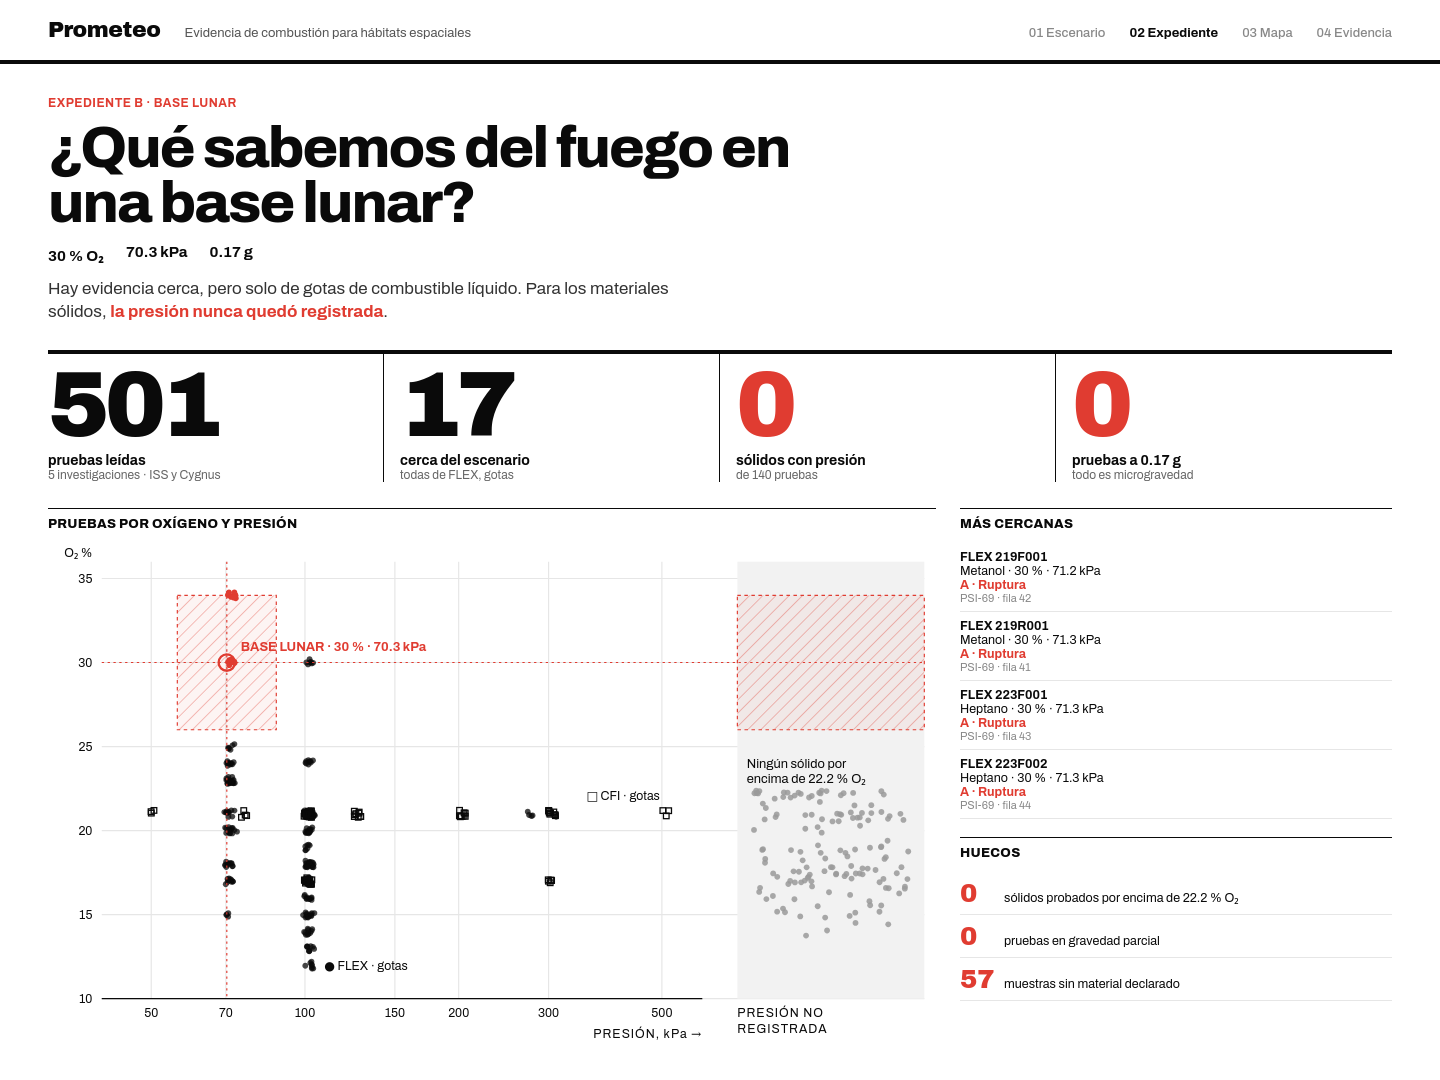 Prometeo
Evidencia de combustión para hábitats espaciales
01 Escenario
02 Expediente
03 Mapa
04 Evidencia
EXPEDIENTE B · BASE LUNAR
¿Qué sabemos del fuego en
una base lunar?
30 % O₂
70.3 kPa
0.17 g
Hay evidencia cerca, pero solo de gotas de combustible líquido. Para los materiales
sólidos, la presión nunca quedó registrada.
501
pruebas leídas
5 investigaciones · ISS y Cygnus
17
cerca del escenario
todas de FLEX, gotas
0
sólidos con presión
de 140 pruebas
0
pruebas a 0.17 g
todo es microgravedad
PRUEBAS POR OXÍGENO Y PRESIÓN
O₂ %
35
30
25
20
15
10
BASE LUNAR · 30 % · 70.3 kPa
CFI · gotas
FLEX · gotas
Ningún sólido por
encima de 22.2 % O₂
50
70
100
150
200
300
500
PRESIÓN, kPa →
PRESIÓN NO
REGISTRADA
MÁS CERCANAS
FLEX 219F001
Metanol · 30 % · 71.2 kPa
A · Ruptura
PSI-69 · fila 42
FLEX 219R001
Metanol · 30 % · 71.3 kPa
A · Ruptura
PSI-69 · fila 41
FLEX 223F001
Heptano · 30 % · 71.3 kPa
A · Ruptura
PSI-69 · fila 43
FLEX 223F002
Heptano · 30 % · 71.3 kPa
A · Ruptura
PSI-69 · fila 44
HUECOS
0 sólidos probados por encima de 22.2 % O₂
0 pruebas en gravedad parcial
57 muestras sin material declarado